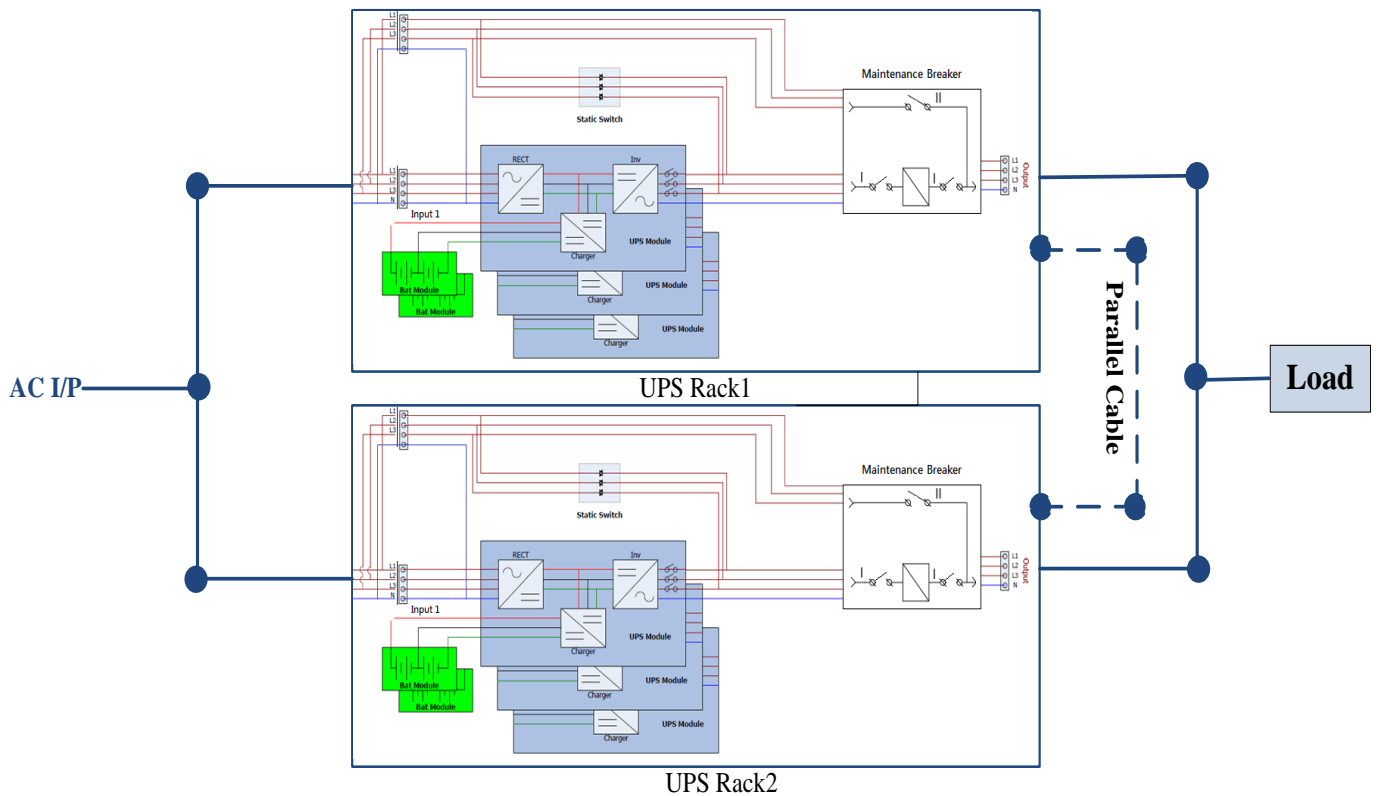 L1
L2
L3
Maintenance Breaker
II
Static Switch
RECT
Inv
L1
L2
L3
N
I
I
L1
L2
L3
N
Output
Input 1
UPS Module
Charger
Bat Module
UPS Module
Charger
Bat Module
UPS Module
Charger
AC I/P
UPS Rack1
Parallel Cable
Load
L1
L2
L3
Maintenance Breaker
II
Static Switch
RECT
Inv
L1
L2
L3
N
I
I
L1
L2
L3
N
Output
Input 1
UPS Module
Charger
Bat Module
UPS Module
Charger
Bat Module
UPS Module
Charger
UPS Rack2